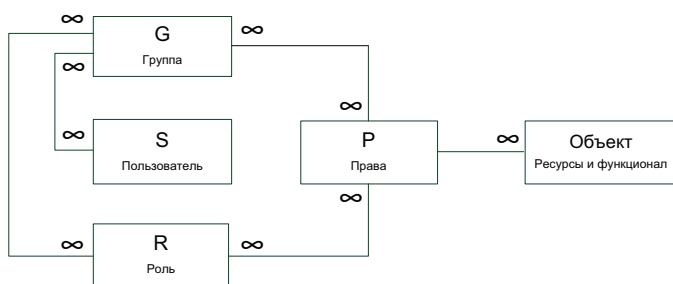 ∞ G ∞
Группа
∞
∞ ∞
S
Пользователь
P
Права
∞ Объект
Ресурсы и функционал
∞
∞ R ∞
Роль